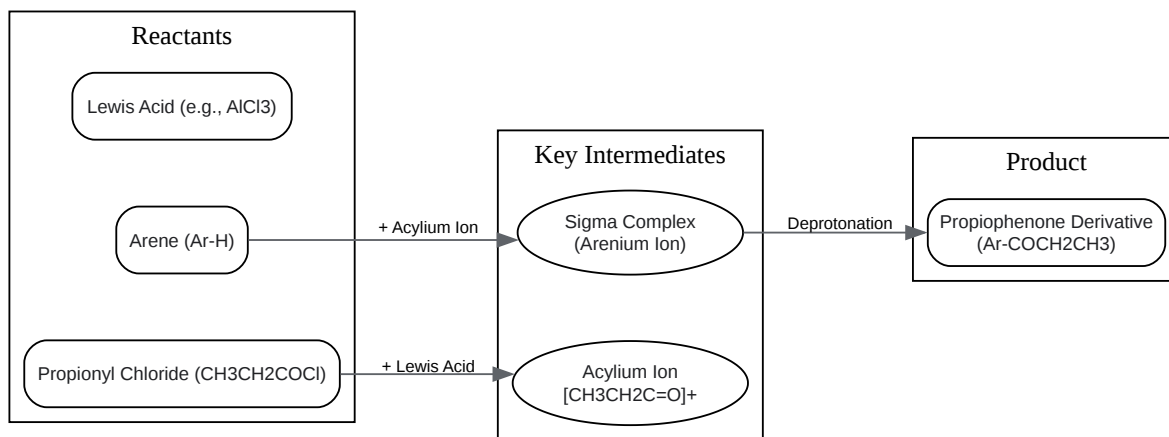 Reactants
Lewis Acid (e.g., AlCl3)
Arene (Ar-H)
Propionyl Chloride (CH3CH2COCl)
+ Acylium Ion
+ Lewis Acid
Key Intermediates
Sigma Complex
(Arenium Ion)
Acylium Ion
[CH3CH2C=O]+
Deprotonation
Product
Propiophenone Derivative
(Ar-COCH2CH3)